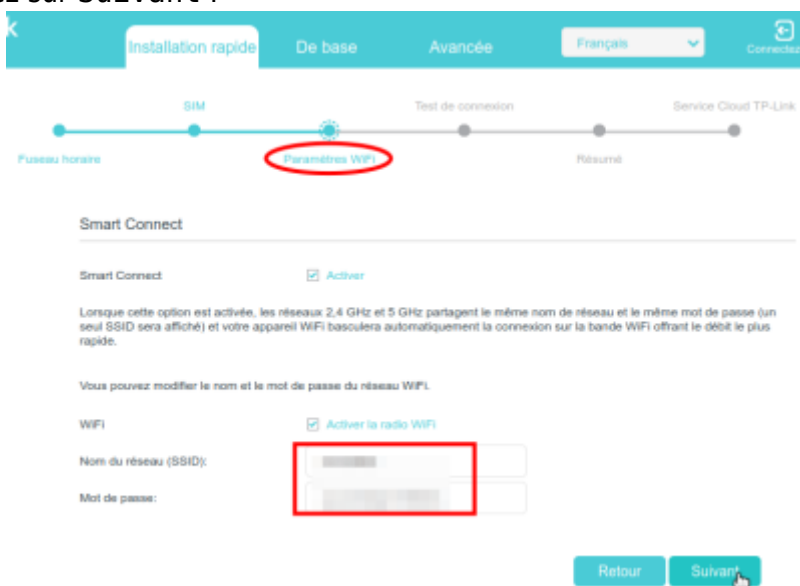 sur Suivant :
k
Installation rapide De base Avancée Français Connectez
SIM Test de connexion Service Cloud TP-Link
Fuseau horaire Paramètres WiFi Résumé
Smart Connect
Smart Connect Activer
Lorsque cette option est activée, les réseaux 2,4 GHz et 5 GHz partagent le même nom de réseau et le même mot de passe (un
seul SSID sera affiché) et votre appareil WiFi basculera automatiquement la connexion sur la bande WiFi offrant le débit le plus
rapide.
Vous pouvez modifier le nom et le mot de passe du réseau WiFi.
WiFi Activer la radio WiFi
Nom du réseau (SSID):
Mot de passe:
Retour Suivant